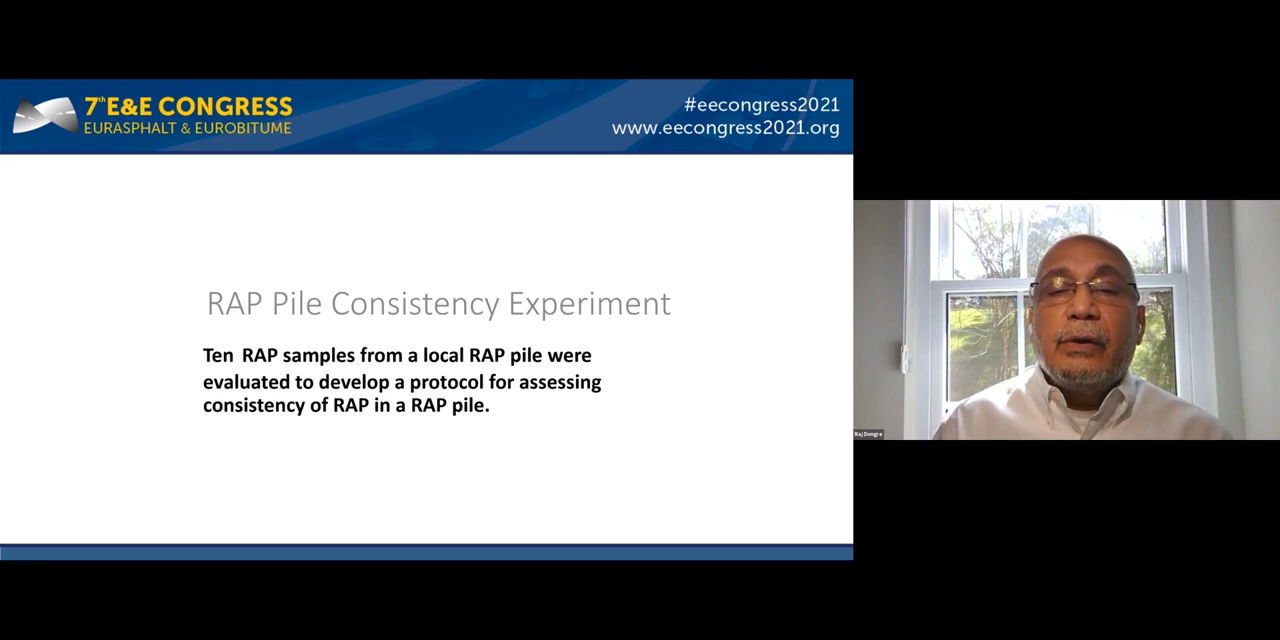 7th E&E CONGRESS
EURASPHALT & EUROBITUME
#eecongress2021
www.eecongress2021.org
RAP Pile Consistency Experiment
Ten RAP samples from a local RAP pile were
evaluated to develop a protocol for assessing
consistency of RAP in a RAP pile.
Raj Dongre